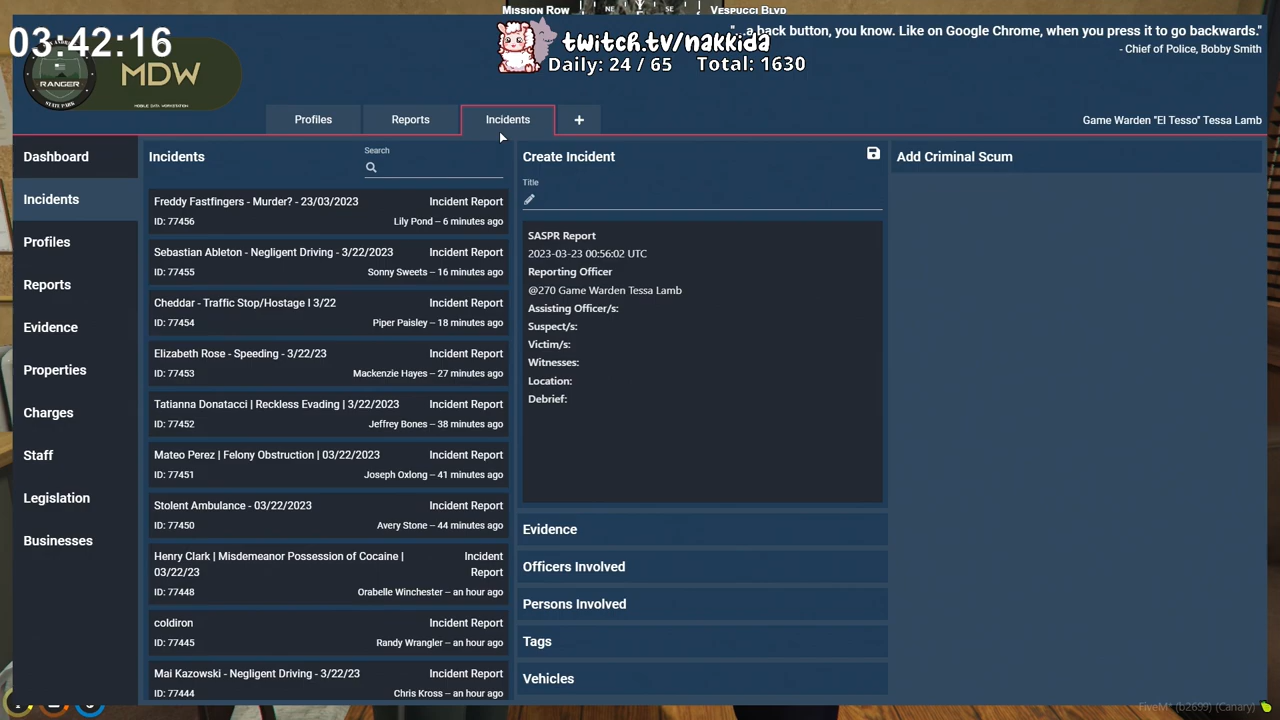 Mission Row
NE
SE
Vespucci Blvd
03:42:16
RANGER
STATE PARK
MDW
MOBILE DATA WORKSTATION
twitch.tv/nakkida
Daily: 24 / 65 Total: 1630
a back button, you know. Like on Google Chrome, when you press it to go backwards."
- Chief of Police, Bobby Smith
Profiles
Reports
Incidents
+
Game Warden "El Tesso" Tessa Lamb
Dashboard
Incidents
Profiles
Reports
Evidence
Properties
Charges
Staff
Legislation
Businesses
Incidents
Search
Freddy Fastfingers - Murder? - 23/03/2023 Incident Report
ID: 77456 Lily Pond – 6 minutes ago
Sebastian Ableton - Negligent Driving - 3/22/2023 Incident Report
ID: 77455 Sonny Sweets – 16 minutes ago
Cheddar - Traffic Stop/Hostage I 3/22 Incident Report
ID: 77454 Piper Paisley – 18 minutes ago
Elizabeth Rose - Speeding - 3/22/23 Incident Report
ID: 77453 Mackenzie Hayes – 27 minutes ago
Tatianna Donatacci | Reckless Evading | 3/22/2023 Incident Report
ID: 77452 Jeffrey Bones – 38 minutes ago
Mateo Perez | Felony Obstruction | 03/22/2023 Incident Report
ID: 77451 Joseph Oxlong – 41 minutes ago
Stolent Ambulance - 03/22/2023 Incident Report
ID: 77450 Avery Stone – 44 minutes ago
Henry Clark | Misdemeanor Possession of Cocaine | Incident
03/22/23 Report
ID: 77448 Orabelle Winchester – an hour ago
coldiron Incident Report
ID: 77445 Randy Wrangler – an hour ago
Mai Kazowski - Negligent Driving - 3/22/23 Incident Report
ID: 77444 Chris Kross – an hour ago
Create Incident
Title
SASPR Report
2023-03-23 00:56:02 UTC
Reporting Officer
@270 Game Warden Tessa Lamb
Assisting Officer/s:
Suspect/s:
Victim/s:
Witnesses:
Location:
Debrief:
Evidence
Officers Involved
Persons Involved
Tags
Vehicles
Add Criminal Scum
FiveM* (b2699) (Canary)